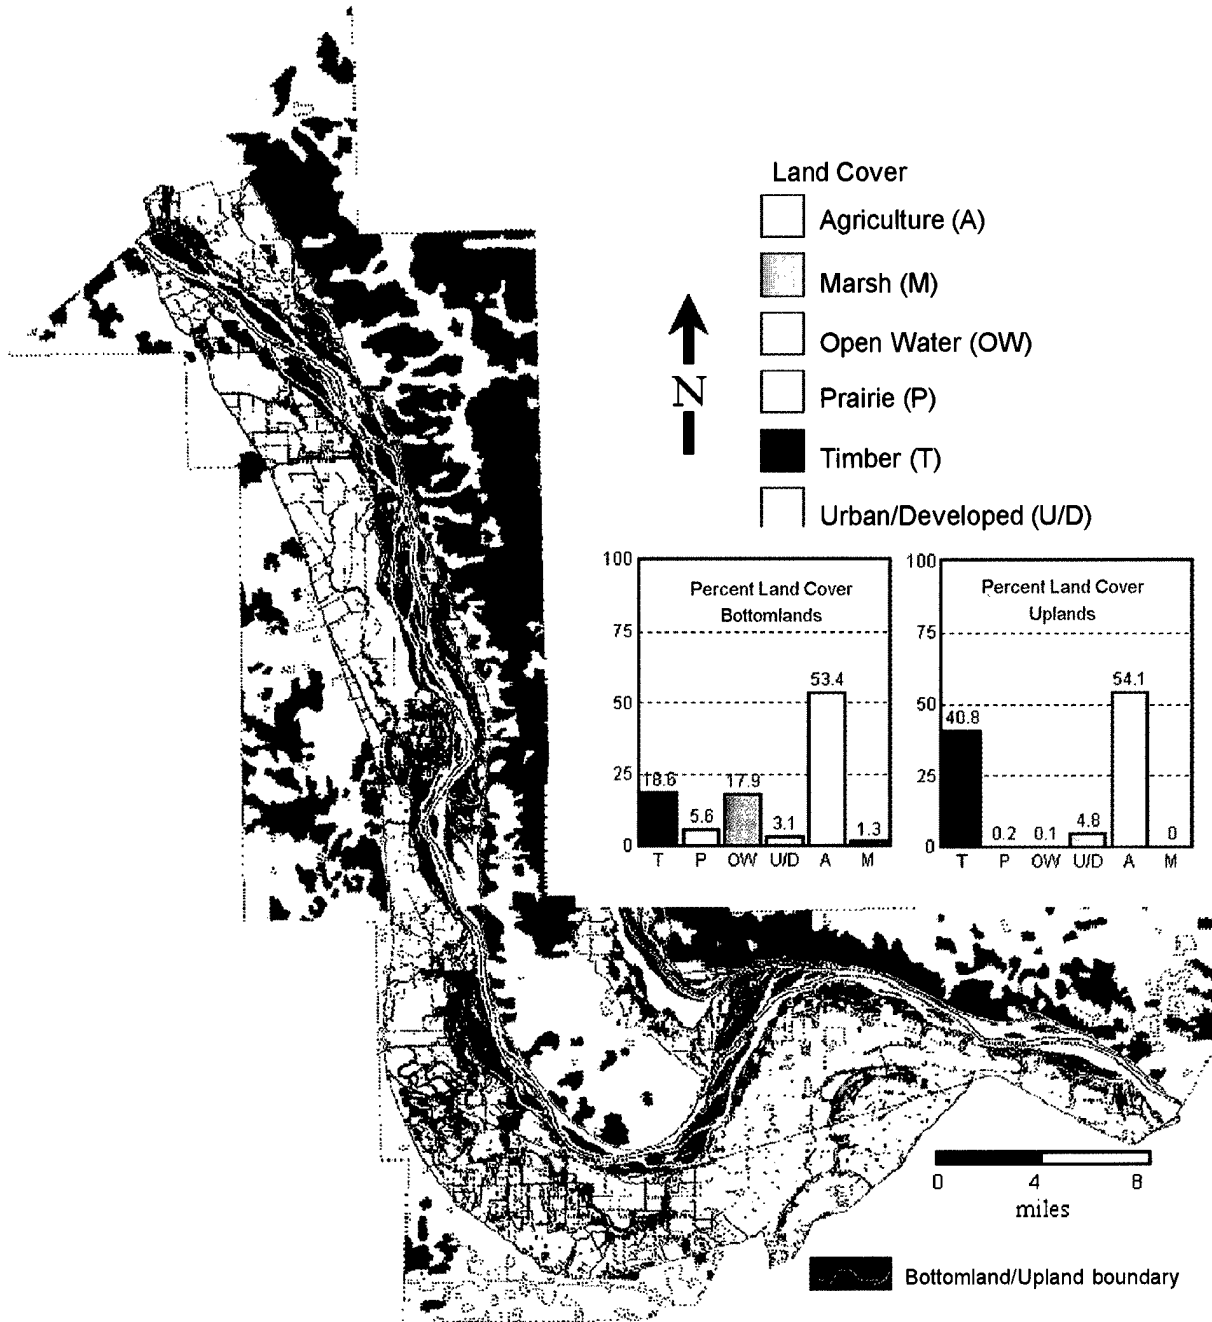 Land Cover
Agriculture (A)
Marsh (M)
Open Water (OW)
Prairie (P)
Timber (T)
Urban/Developed (U/D)
N
Percent Land Cover
Bottomlands
100
75
50
25
0
18.6
5.6
17.9
3.1
53.4
1.3
T P OW U/D A M
Percent Land Cover
Uplands
100
75
50
25
0
40.8
0.2
0.1
4.8
54.1
0
T P OW U/D A M
0 4 8
miles
Bottomland/Upland boundary